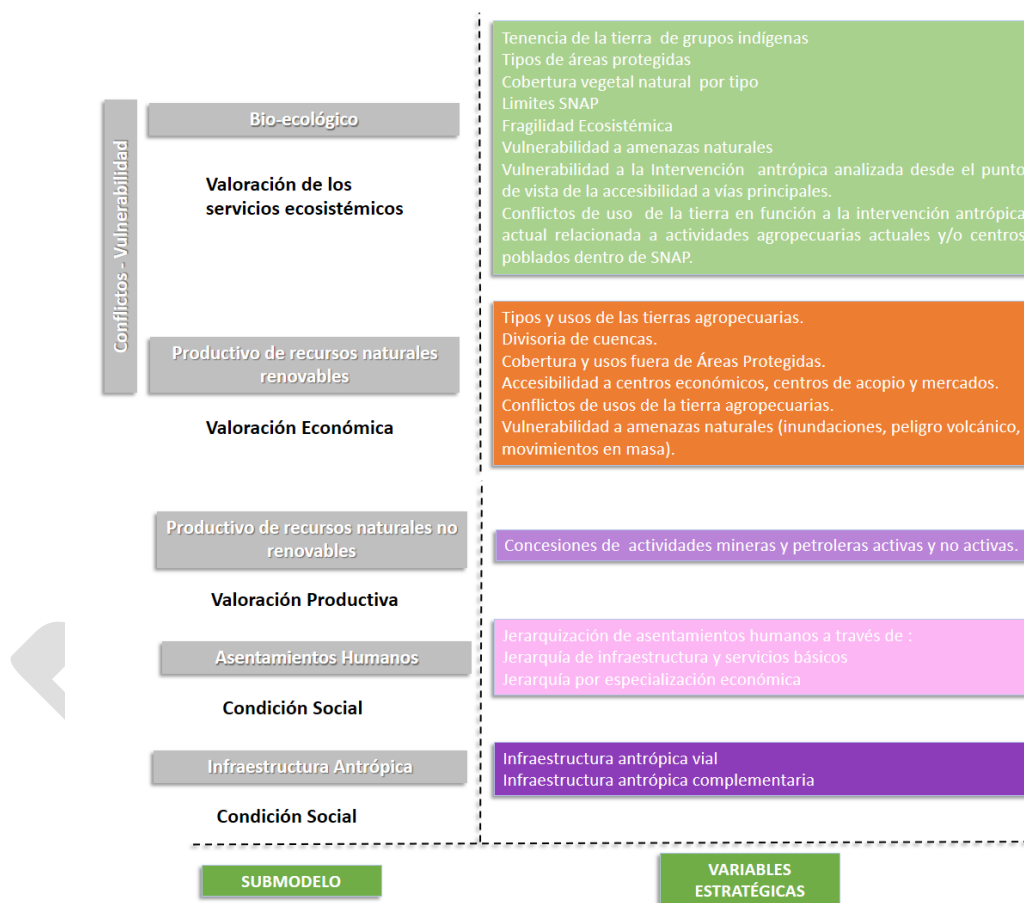 Conflictos - Vulnerabilidad
Bio-ecológico
Valoración de los
servicios ecosistémicos
Tenencia de la tierra de grupos indígenas
Tipos de áreas protegidas
Cobertura vegetal natural por tipo
Limites SNAP
Fragilidad Ecosistémica
Vulnerabilidad a amenazas naturales
Vulnerabilidad a la Intervención antrópica analizada desde el punto
de vista de la accesibilidad a vías principales.
Conflictos de uso de la tierra en función a la intervención antrópica
actual relacionada a actividades agropecuarias actuales y/o centros
poblados dentro de SNAP.
Productivo de recursos naturales
renovables
Valoración Económica
Tipos y usos de las tierras agropecuarias.
Divisoria de cuencas.
Cobertura y usos fuera de Áreas Protegidas.
Accesibilidad a centros económicos, centros de acopio y mercados.
Conflictos de usos de la tierra agropecuarias.
Vulnerabilidad a amenazas naturales (inundaciones, peligro volcánico,
movimientos en masa).
Productivo de recursos naturales no
renovables
Valoración Productiva
Concesiones de actividades mineras y petroleras activas y no activas.
Asentamientos Humanos
Condición Social
Jerarquización de asentamientos humanos a través de :
Jerarquía de infraestructura y servicios básicos
Jerarquía por especialización económica
Infraestructura Antrópica
Condición Social
Infraestructura antrópica vial
Infraestructura antrópica complementaria
SUBMODELO
VARIABLES
ESTRATÉGICAS